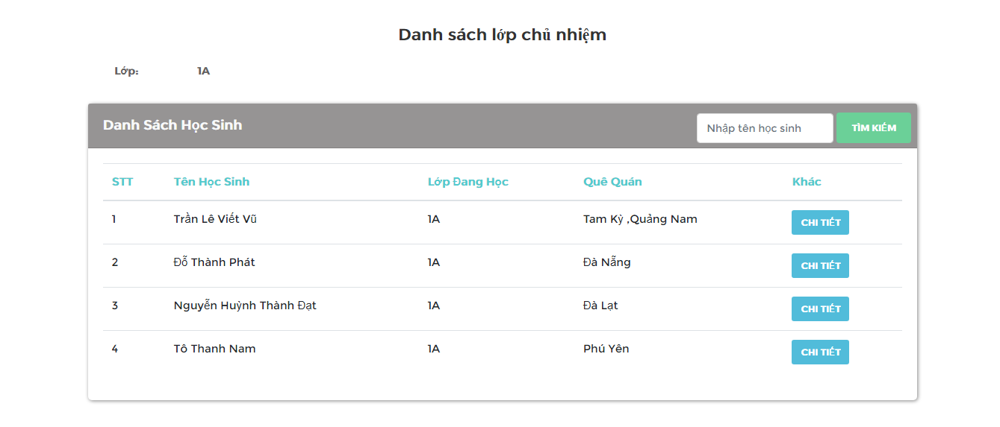 Danh sách lớp chủ nhiệm
Lớp: 1A
Danh Sách Học Sinh Nhập tên học sinh TÌM KIẾM
STT Tên Học Sinh Lớp Đang Học Quê Quán Khác
1 Trần Lê Viết Vũ 1A Tam Kỳ ,Quảng Nam CHI TIẾT
2 Đỗ Thành Phát 1A Đà Nẵng CHI TIẾT
3 Nguyễn Huỳnh Thành Đạt 1A Đà Lạt CHI TIẾT
4 Tô Thanh Nam 1A Phú Yên CHI TIẾT